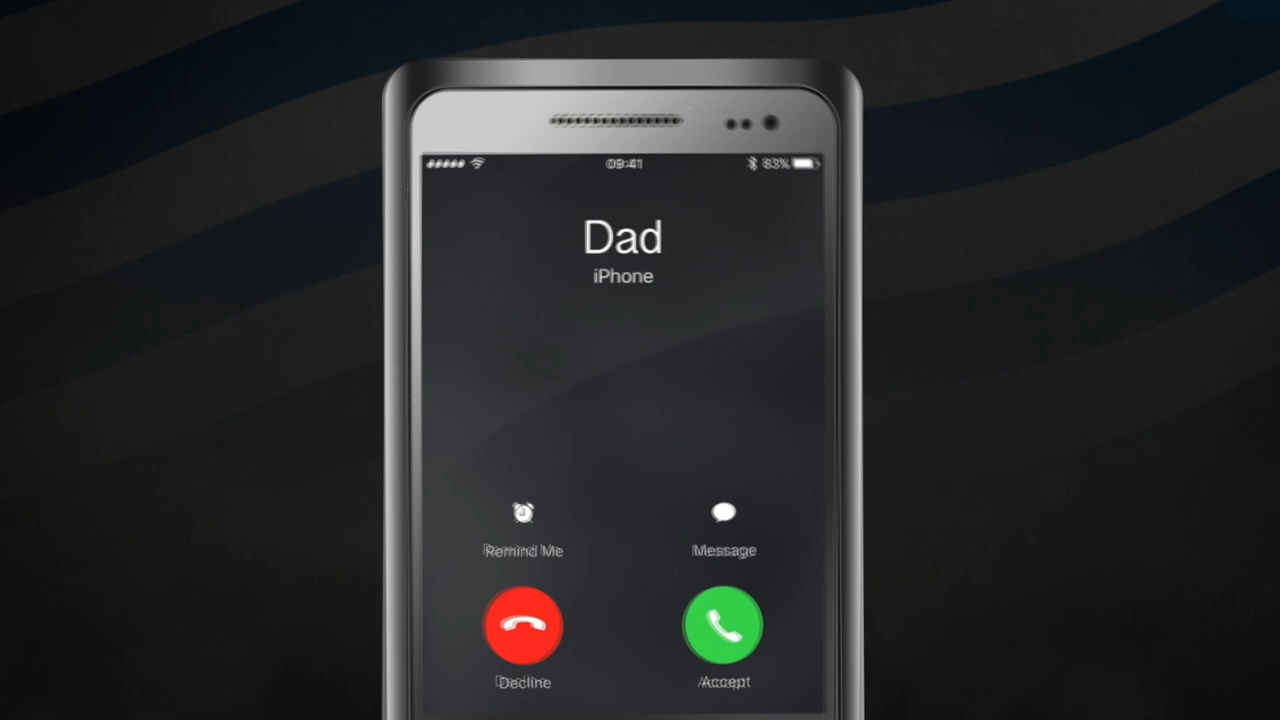 09:41 83%
Dad
iPhone
Remind Me Message
Decline Accept